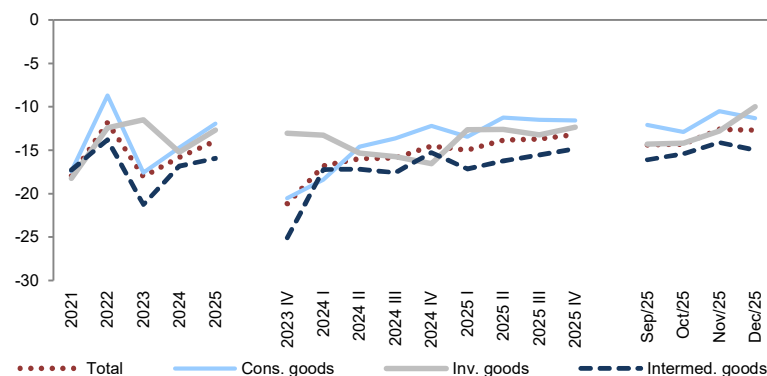 -0
-5
-10
-15
-20
-25
-30
2021
2022
2023
2024
2025
2023 IV
2024 I
2024 II
2024 III
2024 IV
2025 I
2025 II
2025 III
2025 IV
Sep/25
Oct/25
Nov/25
Dec/25
Total
Cons. goods
Inv. goods
Intermed. goods